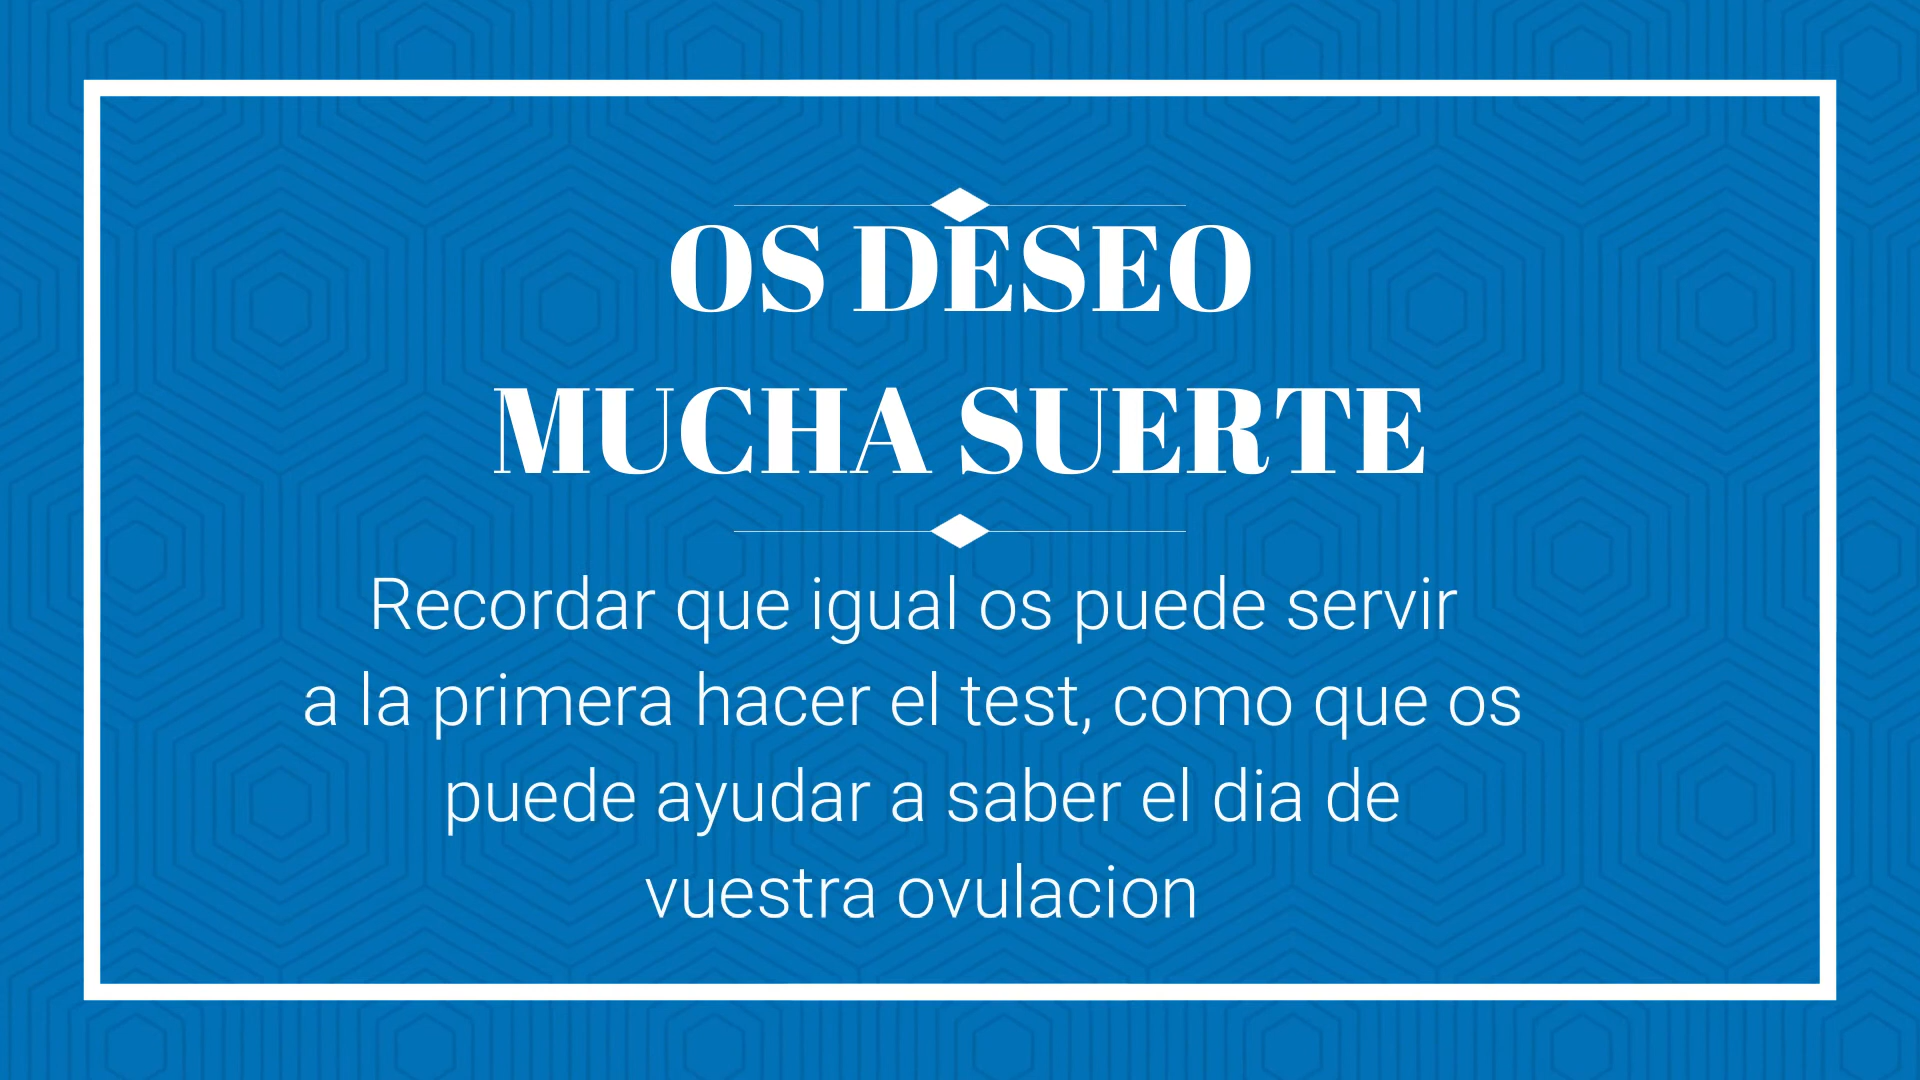 OS DESEO
MUCHA SUERTE
Recordar que igual os puede servir
a la primera hacer el test, como que os
puede ayudar a saber el dia de
vuestra ovulacion